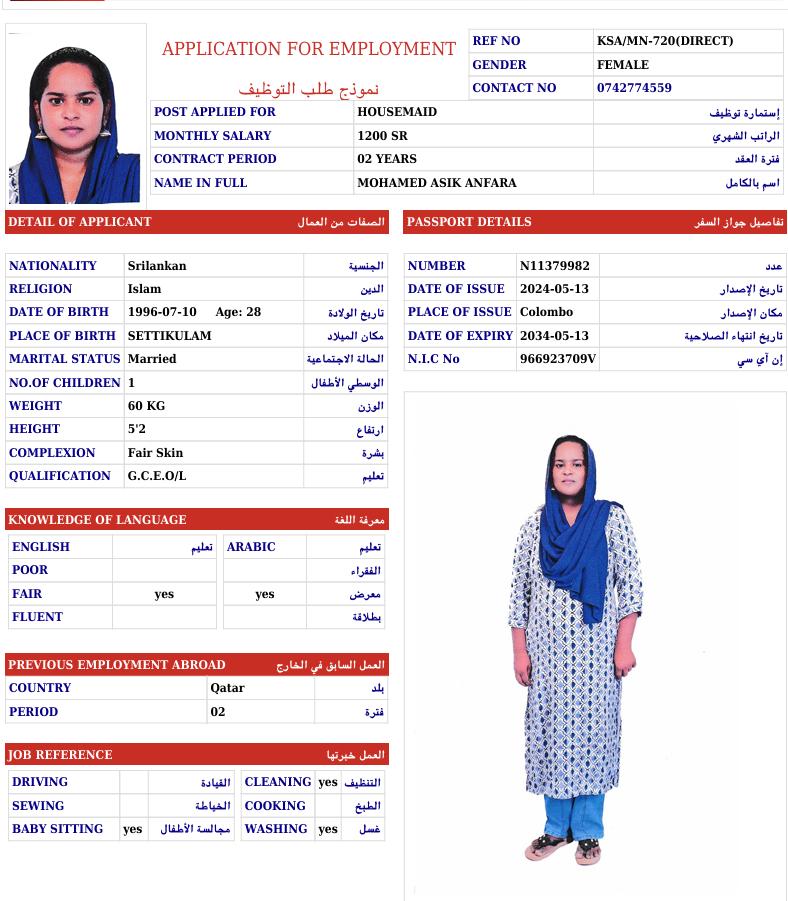 APPLICATION FOR EMPLOYMENT
نموذج طلب التوظيف
REF NO KSA/MN-720(DIRECT)
GENDER FEMALE
CONTACT NO 0742774559
POST APPLIED FOR HOUSEMAID إستمارة توظيف
MONTHLY SALARY 1200 SR الراتب الشهري
CONTRACT PERIOD 02 YEARS فترة العقد
NAME IN FULL MOHAMED ASIK ANFARA اسم بالكامل
DETAIL OF APPLICANT الصفات من العمال
NATIONALITY Srilankan الجنسية
RELIGION Islam الدين
DATE OF BIRTH 1996-07-10 Age: 28 تاريخ الولادة
PLACE OF BIRTH SETTIKULAM مكان الميلاد
MARITAL STATUS Married الحالة الاجتماعية
NO.OF CHILDREN 1 الوسطي الأطفال
WEIGHT 60 KG الوزن
HEIGHT 5'2 ارتفاع
COMPLEXION Fair Skin بشرة
QUALIFICATION G.C.E.O/L تعليم
PASSPORT DETAILS تفاصيل جواز السفر
NUMBER N11379982 عدد
DATE OF ISSUE 2024-05-13 تاريخ الإصدار
PLACE OF ISSUE Colombo مكان الإصدار
DATE OF EXPIRY 2034-05-13 تاريخ انتهاء الصلاحية
N.I.C No 966923709V إن آي سي
KNOWLEDGE OF LANGUAGE معرفة اللغة
ENGLISH تعليم ARABIC تعليم
POOR الفقراء
FAIR yes yes معرض
FLUENT بطلاقة
PREVIOUS EMPLOYMENT ABROAD العمل السابق في الخارج
COUNTRY Qatar بلد
PERIOD 02 فترة
JOB REFERENCE العمل خبرتها
DRIVING القيادة CLEANING yes التنظيف
SEWING الخياطة COOKING الطبخ
BABY SITTING yes مجالسة الأطفال WASHING yes غسل